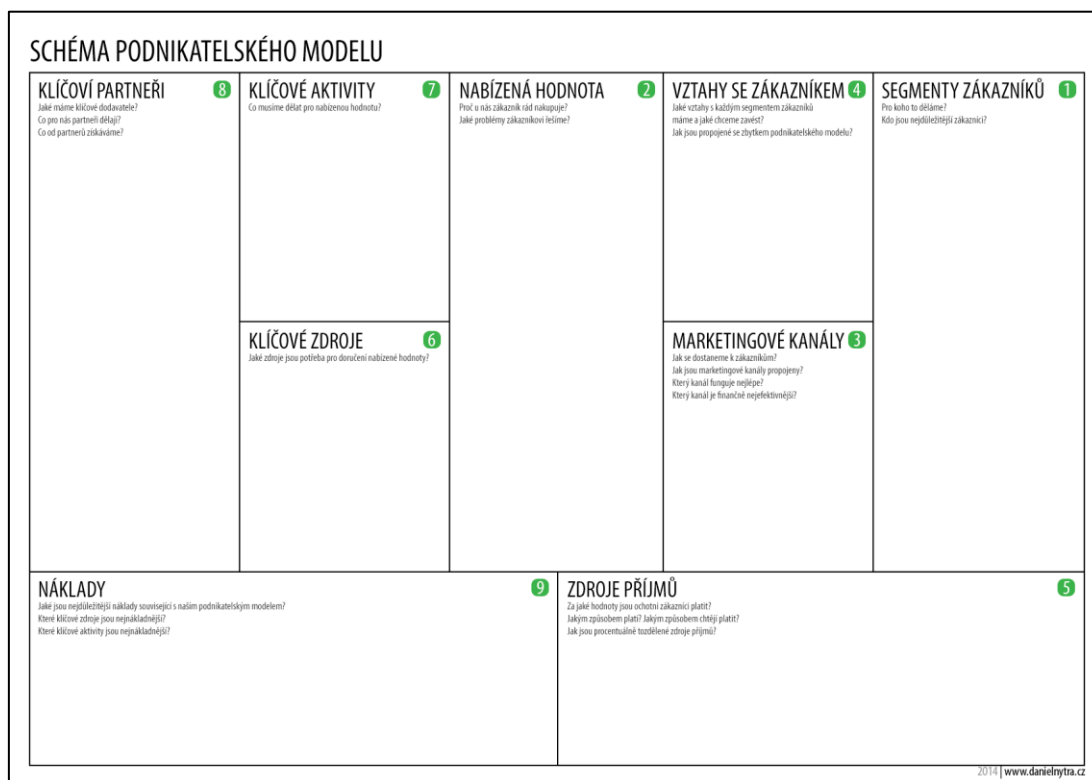 SCHÉMA PODNIKATELSKÉHO MODELU
KLÍČOVÍ PARTNEŘI 8
Jaké máme klíčové dodavatele?
Co pro nás partneři dělají?
Co od partnerů získáváme?
KLÍČOVÉ AKTIVITY 7
Co musíme dělat pro nabízenou hodnotu?
KLÍČOVÉ ZDROJE 6
Jaké zdroje jsou potřeba pro doručení nabízené hodnoty?
NABÍZENÁ HODNOTA 2
Proč u nás zákazník rád nakupuje?
Jaké problémy zákazníkovi řešíme?
VZTAHY SE ZÁKAZNÍKEM 4
Jaké vztahy s každým segmentem zákazníků
máme a jaké chceme zavést?
Jak jsou propojené se zbytkem podnikatelského modelu?
MARKETINGOVÉ KANÁLY 3
Jak se dostaneme k zákazníkům?
Jak jsou marketingové kanály propojeny?
Který kanál funguje nejlépe?
Který kanál je finančně nejefektivnější?
SEGMENTY ZÁKAZNÍKŮ 1
Pro koho to děláme?
Kdo jsou nejdůležitější zákazníci?
NÁKLADY 9
Jaké jsou nejdůležitější náklady související s naším podnikatelským modelem?
Které klíčové zdroje jsou nejnákladnější?
Které klíčové aktivity jsou nejnákladnější?
ZDROJE PŘÍJMŮ 5
Za jaké hodnoty jsou ochotni zákazníci platit?
Jakým způsobem platí? Jakým způsobem chtějí platit?
Jak jsou procentuálně tozdělené zdroje příjmů?
2014 | www.danielnytra.cz